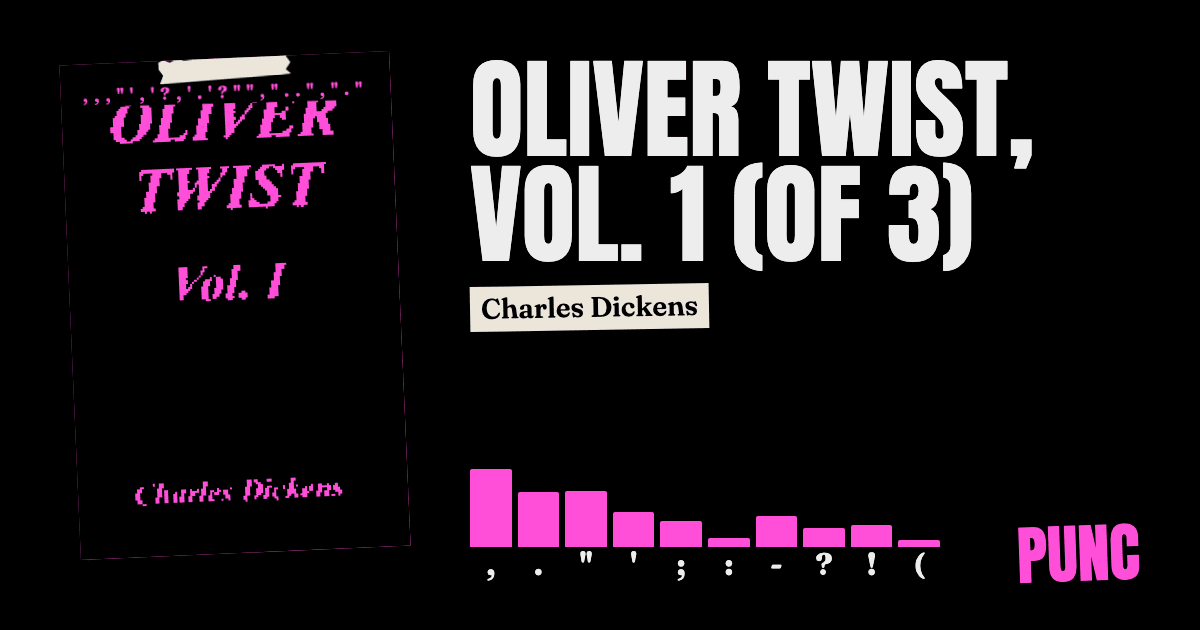 ,,,"','?,'.'?"","..","."
OLIVER
TWIST
Vol. I
Charles Dickens
OLIVER TWIST,
VOL. 1 (OF 3)
Charles Dickens
, . " ' ; : - ? ! (
PUNC